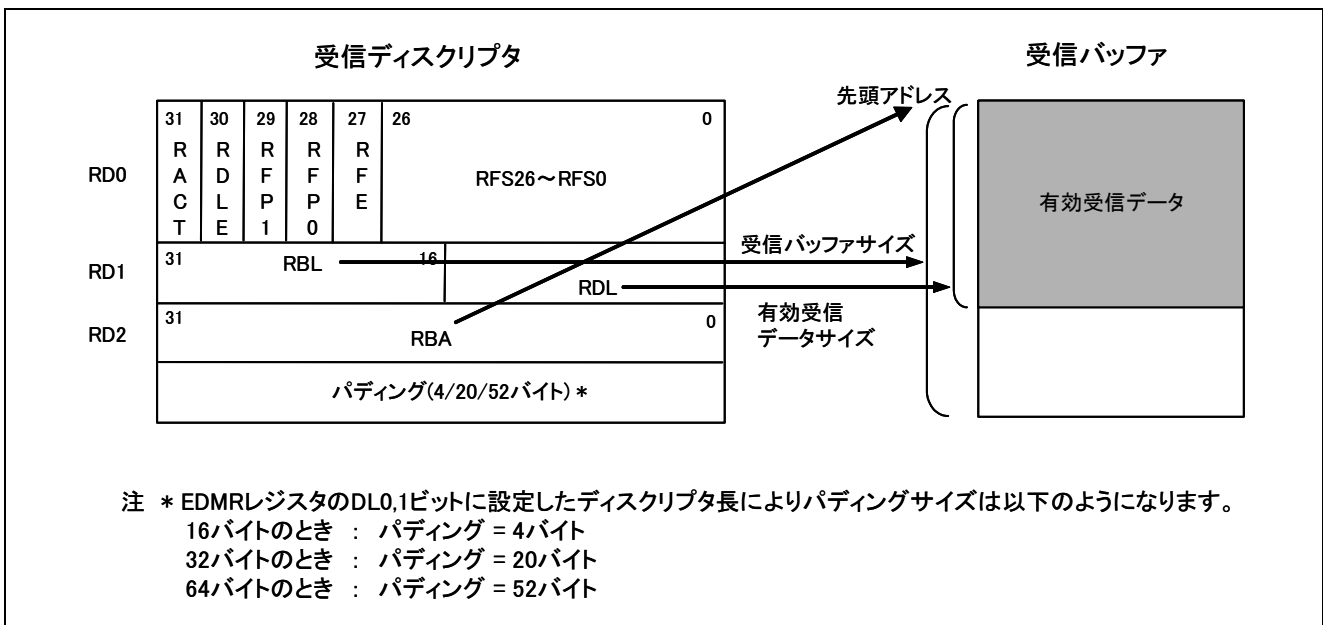 受信ディスクリプタ
受信バッファ
先頭アドレス
31 30 29 28 27 26 0
RD0
RACT
RDLE
RFP1
RFP0
RFE
RFS26～RFS0
有効受信データ
受信バッファサイズ
RD1
31 RBL 16
RDL
有効受信
データサイズ
RD2
31 RBA 0
パディング(4/20/52バイト)*
注 * EDMRレジスタのDL0,1ビットに設定したディスクリプタ長によりパディングサイズは以下のようになります。
16バイトのとき : パディング = 4バイト
32バイトのとき : パディング = 20バイト
64バイトのとき : パディング = 52バイト